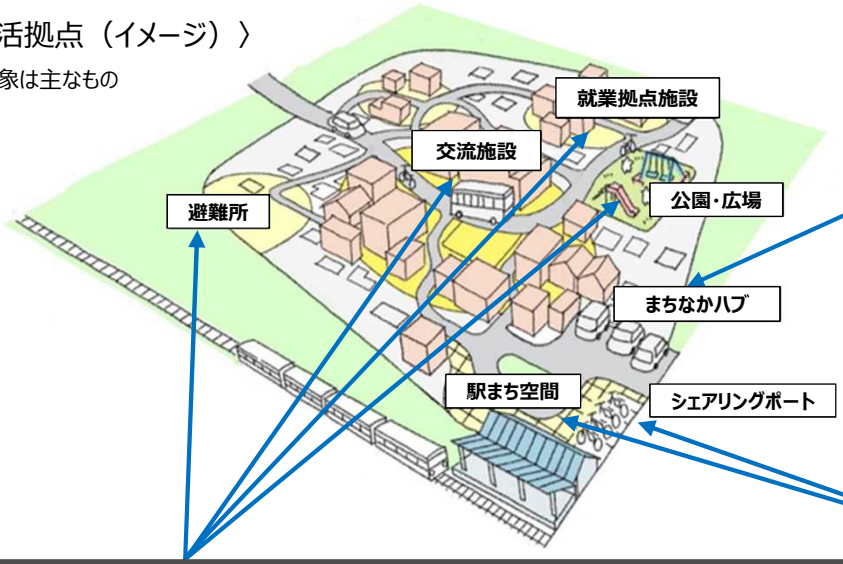 活拠点（イメージ）〉
象は主なもの
就業拠点施設
交流施設
公園・広場
避難所
まちなかハブ
駅まち空間
シェアリングポート